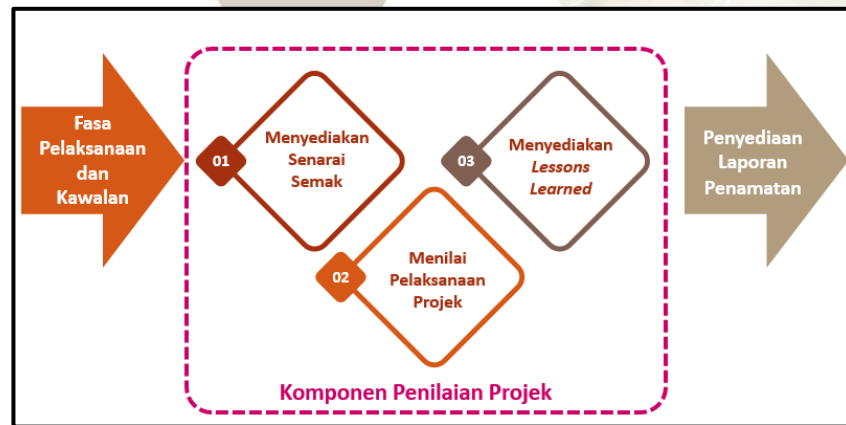 Fasa
Pelaksanaan
dan
Kawalan
01
Menyediakan
Senarai
Semak
02
Menilai
Pelaksanaan
Projek
03
Menyediakan
Lessons
Learned
Penyediaan
Laporan
Penamatan
Komponen Penilaian Projek